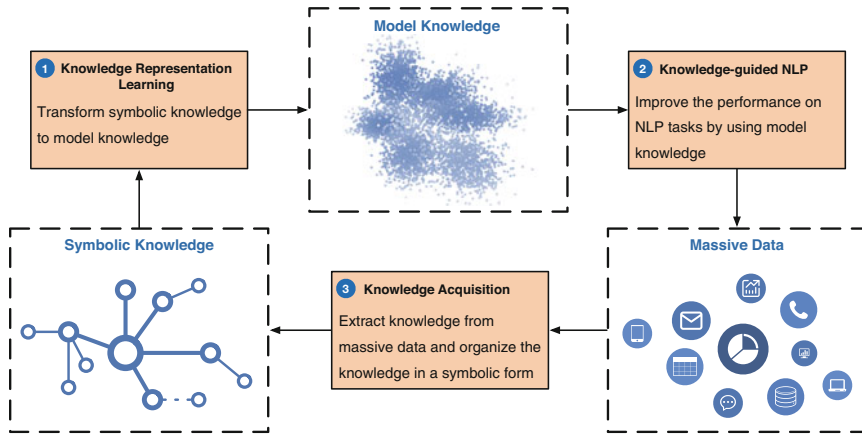 Model Knowledge
1 Knowledge Representation
Learning
Transform symbolic knowledge
to model knowledge
2 Knowledge-guided NLP
Improve the performance on
NLP tasks by using model
knowledge
Symbolic Knowledge
3 Knowledge Acquisition
Extract knowledge from
massive data and organize the
knowledge in a symbolic form
Massive Data